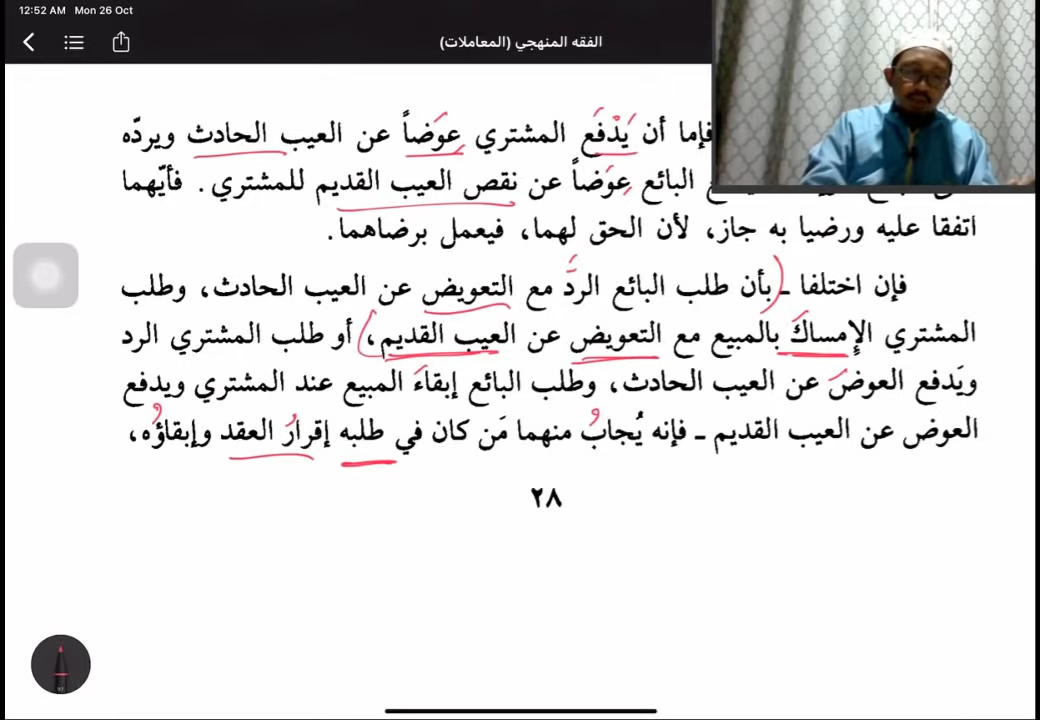 12:52 AM Mon 26 Oct
الفقه المنهجي (المعاملات)
فإما أن يَدْفَع المشتري عِوَضاً عن العيب الحادث ويردّه
البائع عِوَضاً عن نقص العيب القديم للمشتري. فأيّهما
اتفقا عليه ورضيا به جاز، لأن الحق لهما، فيعمل برضاهما.
فإن اختلفا ـ بأن طلب البائع الردَّ مع التعويض عن العيب الحادث، وطلب
المشتري الإمساكَ بالمبيع مع التعويض عن العيب القديم، أو طلب المشتري الرد
ويَدفع العوضَ عن العيب الحادث، وطلب البائع إبقاءَ المبيع عند المشتري ويدفع
العوض عن العيب القديم ـ فإنه يُجابُ منهما مَن كان في طلبه إقرارُ العقد وإبقاؤُه،
٢٨
97